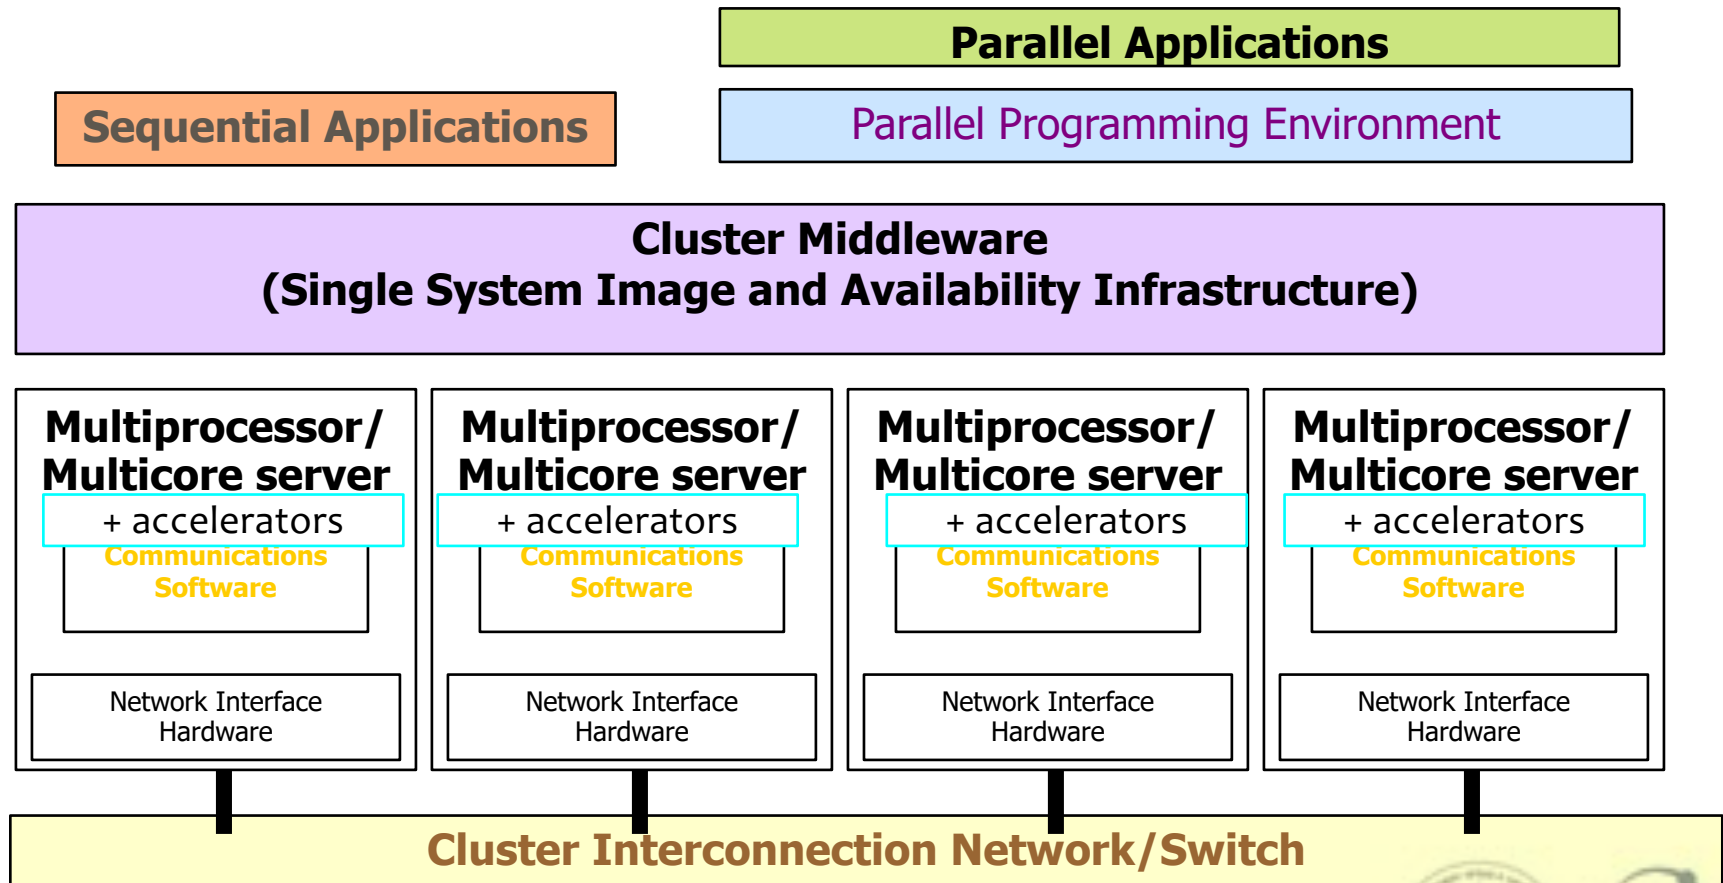 Parallel Applications
Sequential Applications
Parallel Programming Environment
Cluster Middleware
(Single System Image and Availability Infrastructure)
Multiprocessor/
Multicore server
+ accelerators
Communications
Software
Network Interface
Hardware
Multiprocessor/
Multicore server
+ accelerators
Communications
Software
Network Interface
Hardware
Multiprocessor/
Multicore server
+ accelerators
Communications
Software
Network Interface
Hardware
Multiprocessor/
Multicore server
+ accelerators
Communications
Software
Network Interface
Hardware
Cluster Interconnection Network/Switch